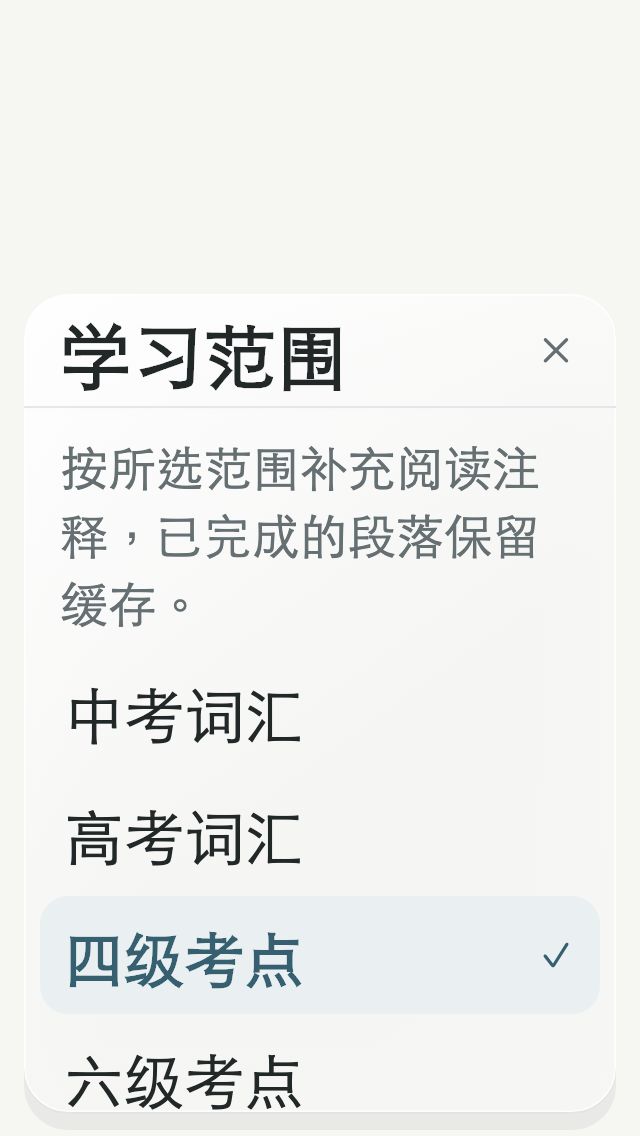 学习范围
按所选范围补充阅读注
释，已完成的段落保留
缓存。
中考词汇
高考词汇
四级考点
六级考点